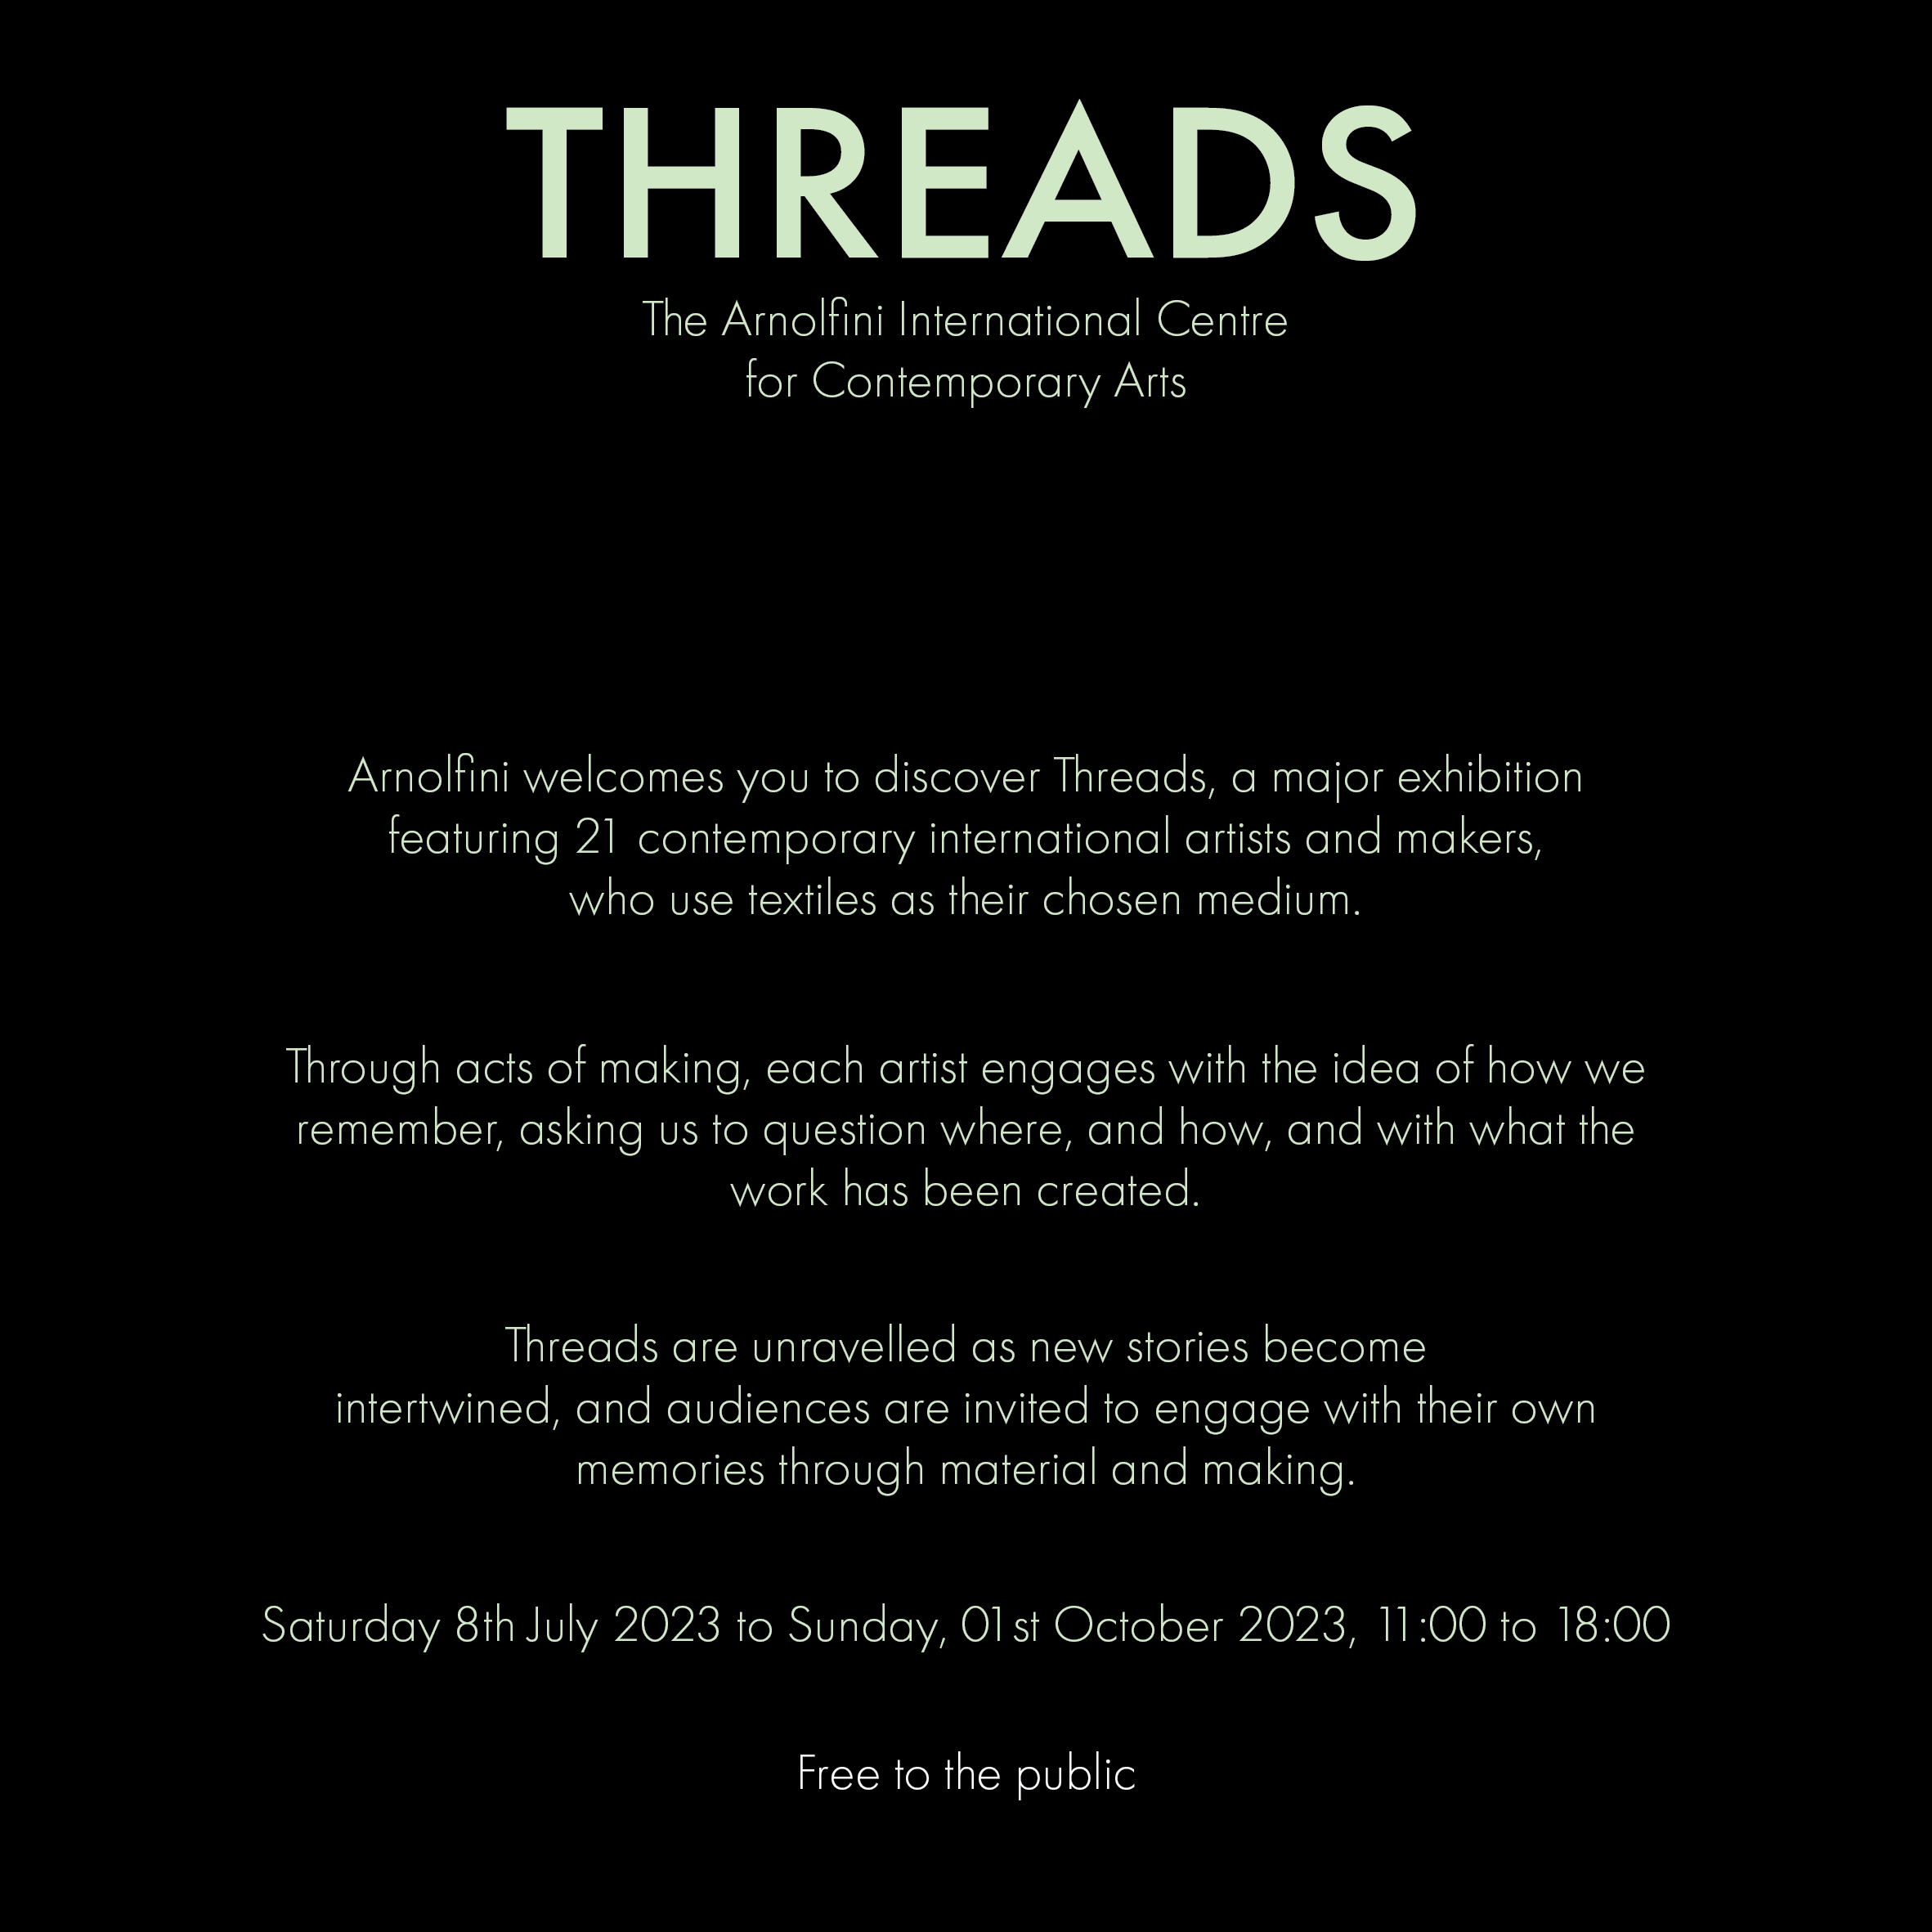 THREADS
The Arnolfini International Centre
for Contemporary Arts
Arnolfini welcomes you to discover Threads, a major exhibition
featuring 21 contemporary international artists and makers,
who use textiles as their chosen medium.
Through acts of making, each artist engages with the idea of how we
remember, asking us to question where, and how, and with what the
work has been created.
Threads are unravelled as new stories become
intertwined, and audiences are invited to engage with their own
memories through material and making.
Saturday 8th July 2023 to Sunday, 01st October 2023, 11:00 to 18:00
Free to the public